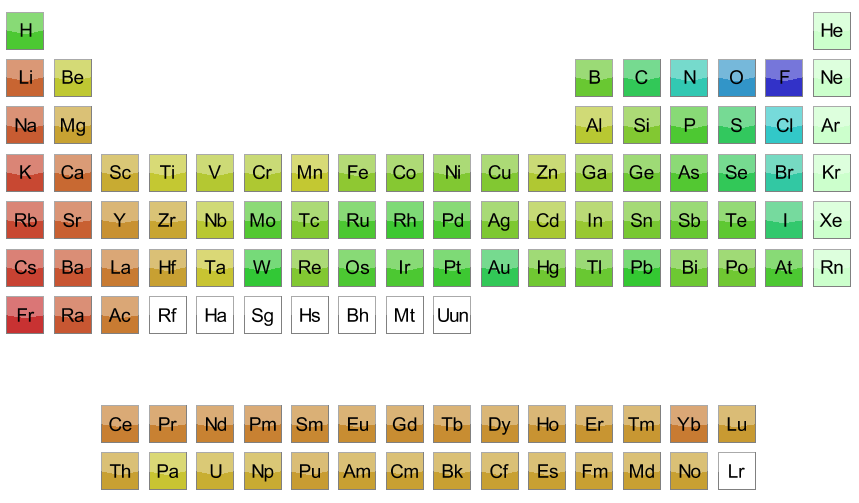 H He
Li Be B C N O F Ne
Na Mg Al Si P S Cl Ar
K Ca Sc Ti V Cr Mn Fe Co Ni Cu Zn Ga Ge As Se Br Kr
Rb Sr Y Zr Nb Mo Tc Ru Rh Pd Ag Cd In Sn Sb Te I Xe
Cs Ba La Hf Ta W Re Os Ir Pt Au Hg Tl Pb Bi Po At Rn
Fr Ra Ac Rf Ha Sg Hs Bh Mt Uun
Ce Pr Nd Pm Sm Eu Gd Tb Dy Ho Er Tm Yb Lu
Th Pa U Np Pu Am Cm Bk Cf Es Fm Md No Lr